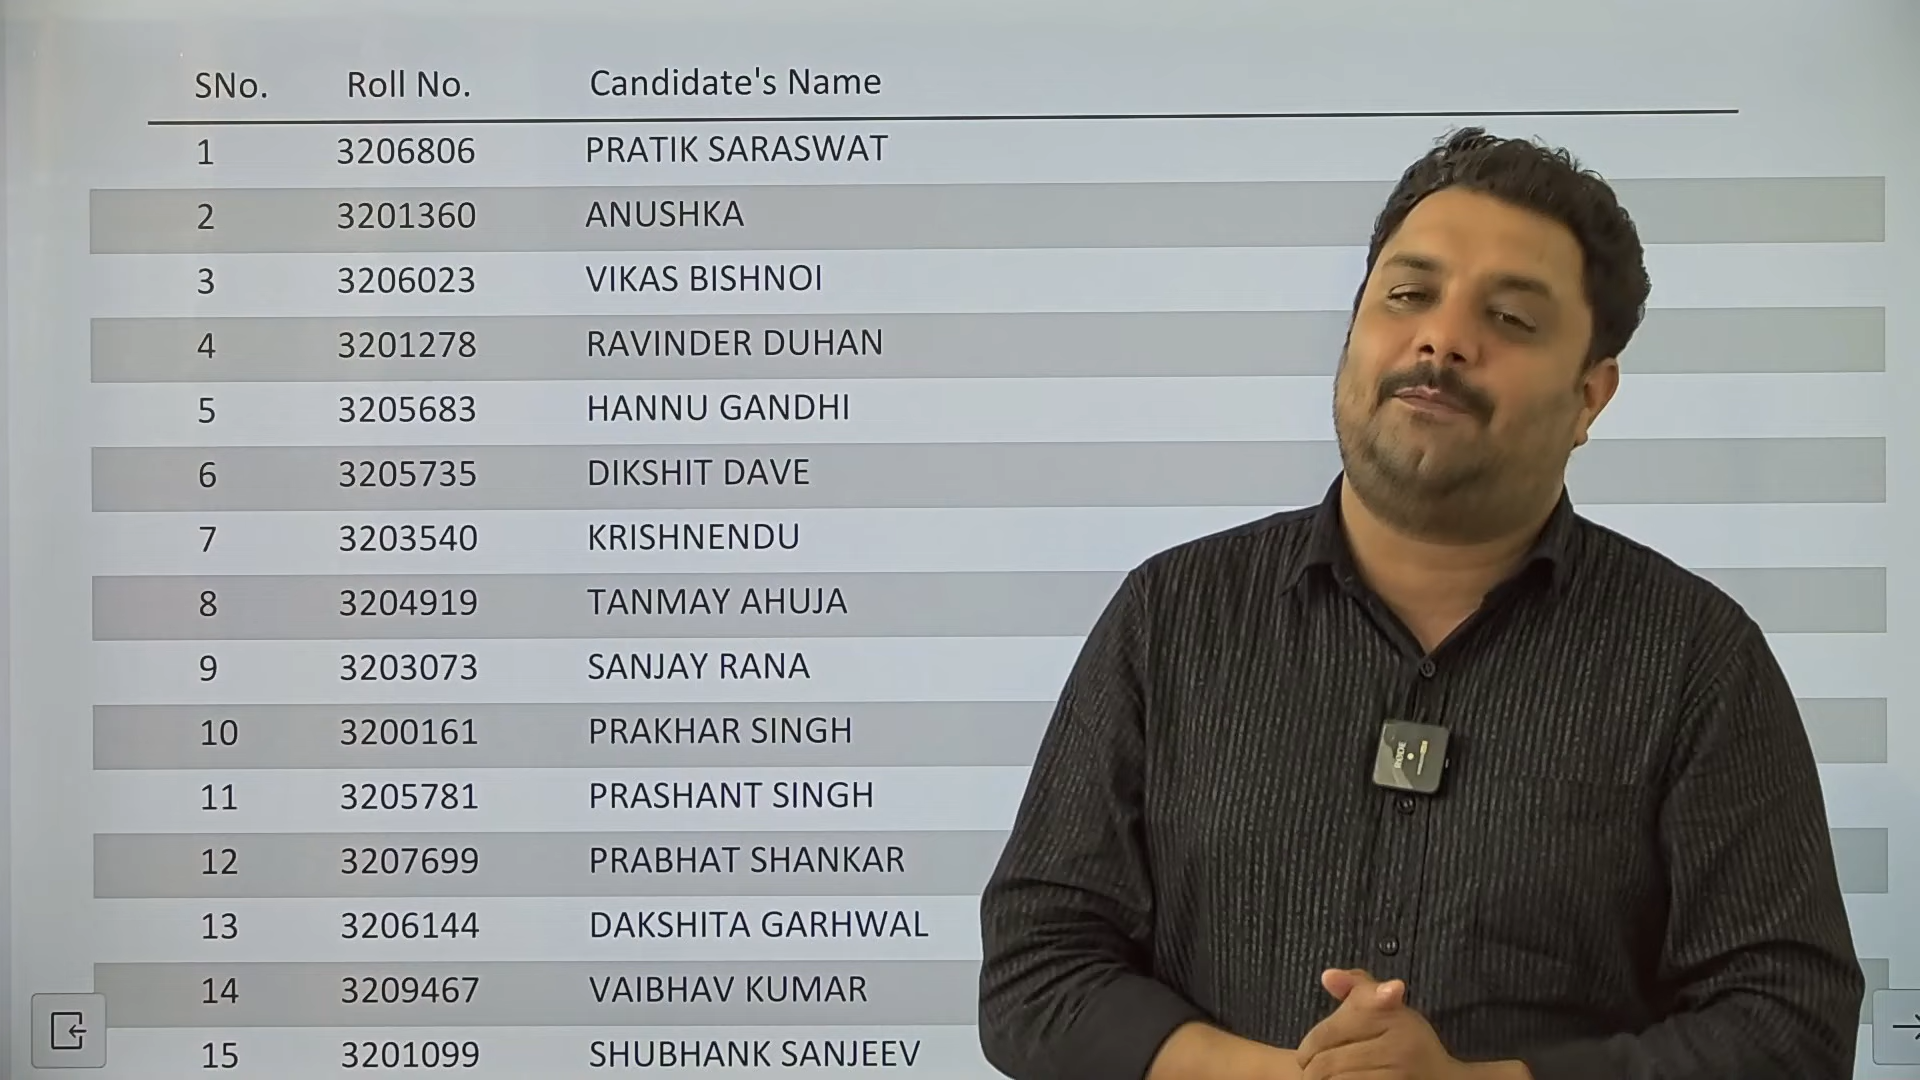 SNo. Roll No. Candidate's Name
1 3206806 PRATIK SARASWAT
2 3201360 ANUSHKA
3 3206023 VIKAS BISHNOI
4 3201278 RAVINDER DUHAN
5 3205683 HANNU GANDHI
6 3205735 DIKSHIT DAVE
7 3203540 KRISHNENDU
8 3204919 TANMAY AHUJA
9 3203073 SANJAY RANA
10 3200161 PRAKHAR SINGH
11 3205781 PRASHANT SINGH
12 3207699 PRABHAT SHANKAR
13 3206144 DAKSHITA GARHWAL
14 3209467 VAIBHAV KUMAR
15 3201099 SHUBHANK SANJEEV
RØDE